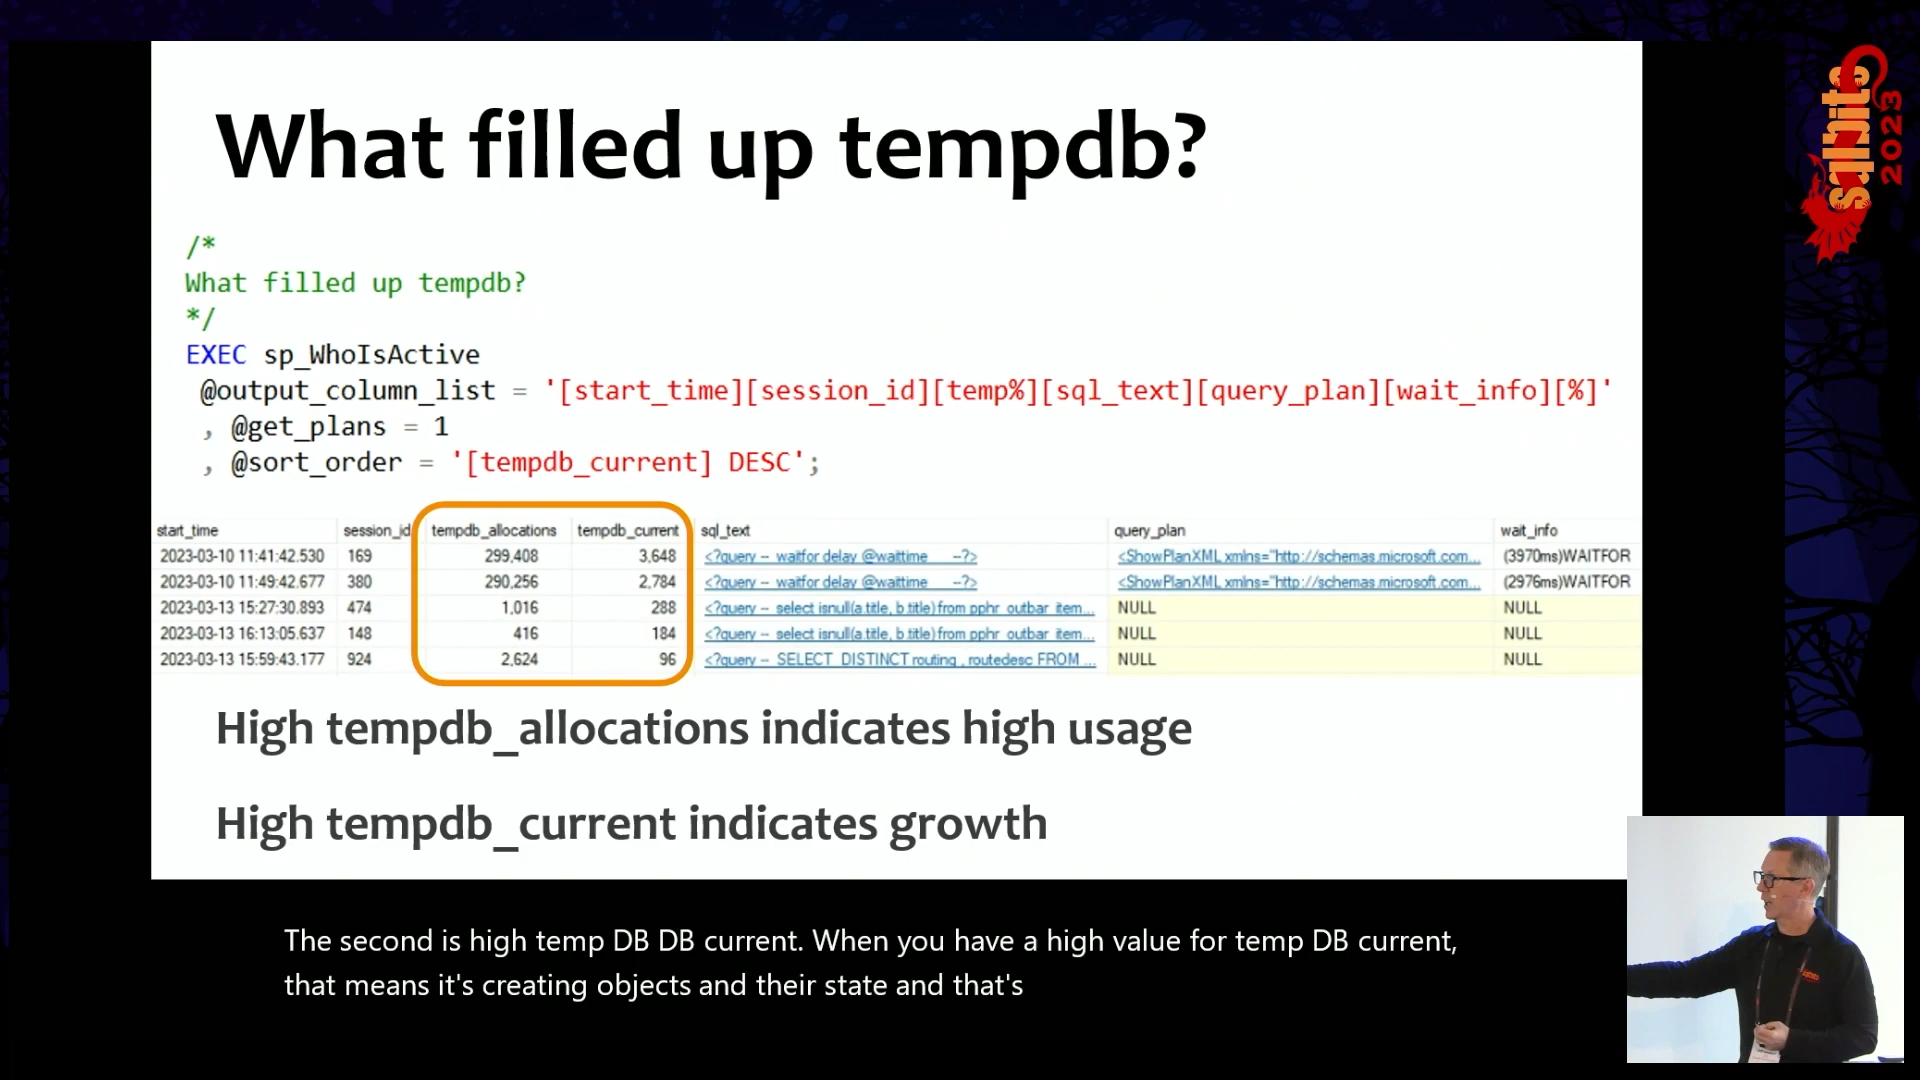 What filled up tempdb?
/*
What filled up tempdb?
*/
EXEC sp_WhoIsActive
@output_column_list = '[start_time][session_id][temp%][sql_text][query_plan][wait_info][%]'
, @get_plans = 1
, @sort_order = '[tempdb_current] DESC';
start_time session_id tempdb_allocations tempdb_current sql_text query_plan wait_info
2023-03-10 11:41:42.530 169 299,408 3,648 <?query -- waitfor delay @waittime --?> <ShowPlanXML xmlns="http://schemas.microsoft.com... (3970ms)WAITFOR
2023-03-10 11:49:42.677 380 290,256 2,784 <?query -- waitfor delay @waittime --?> <ShowPlanXML xmlns="http://schemas.microsoft.com... (2976ms)WAITFOR
2023-03-13 15:27:30.893 474 1,016 288 <?query -- select isnull(a.title, b.title) from pphr_outbar_item... NULL NULL
2023-03-13 16:13:05.637 148 416 184 <?query -- select isnull(a.title, b.title) from pphr_outbar_item... NULL NULL
2023-03-13 15:59:43.177 924 2,624 96 <?query -- SELECT DISTINCT routing , routedesc FROM ... NULL NULL
High tempdb_allocations indicates high usage
High tempdb_current indicates growth
The second is high temp DB DB current. When you have a high value for temp DB current,
that means it's creating objects and their state and that's
sqlbits
2023